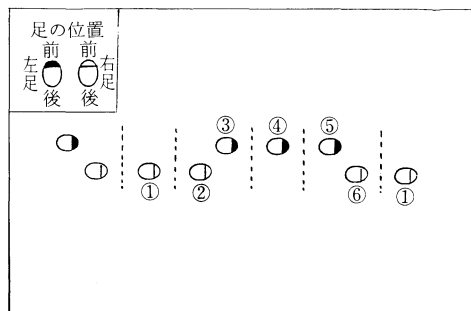 足の位置
前 前
左足 右足
後 後
③ ④ ⑤
① ② ⑥ ①